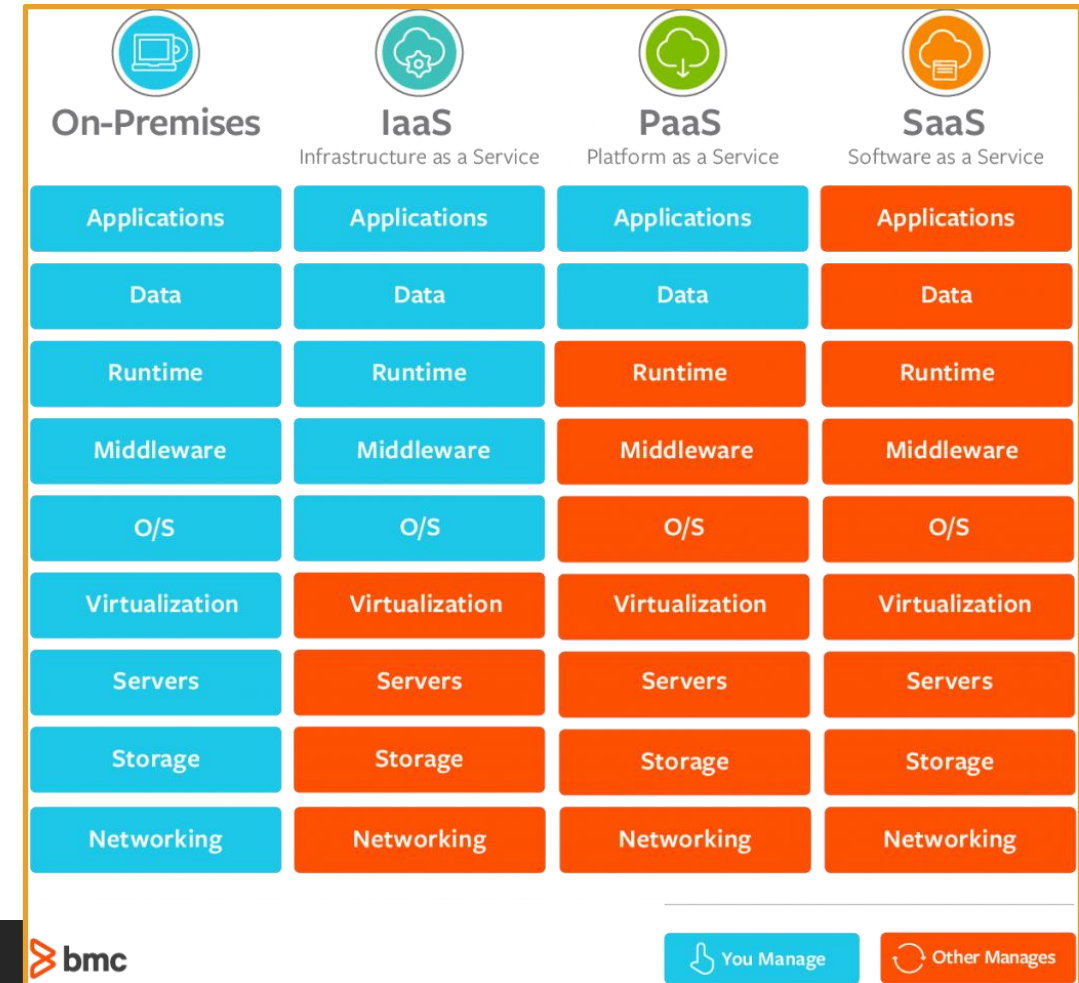 On-Premises IaaS PaaS SaaS
Infrastructure as a Service Platform as a Service Software as a Service
Applications Applications Applications Applications
Data Data Data Data
Runtime Runtime Runtime Runtime
Middleware Middleware Middleware Middleware
O/S O/S O/S O/S
Virtualization Virtualization Virtualization Virtualization
Servers Servers Servers Servers
Storage Storage Storage Storage
Networking Networking Networking Networking
bmc You Manage Other Manages